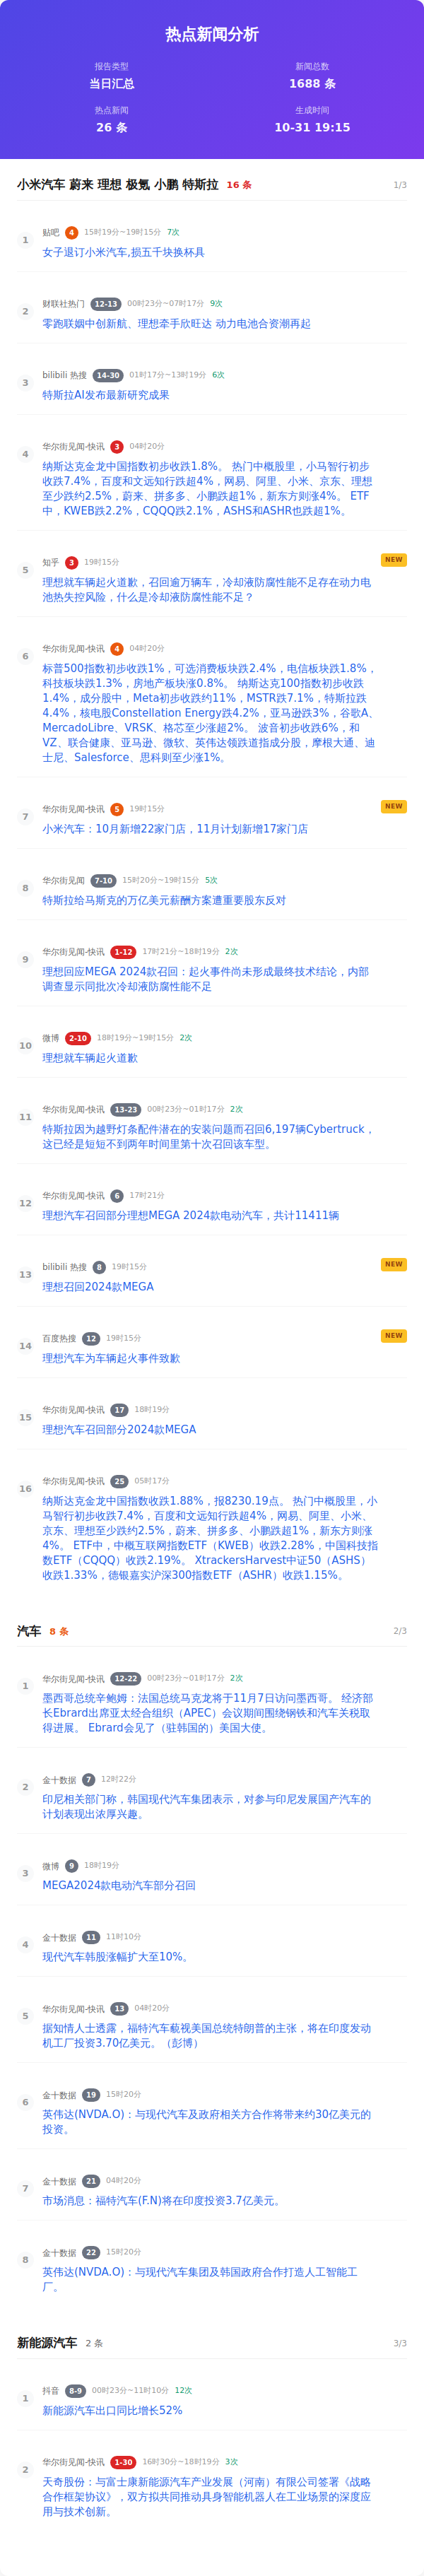 热点新闻分析
报告类型
当日汇总
新闻总数
1688 条
热点新闻
26 条
生成时间
10-31 19:15
小米汽车 蔚来 理想 极氪 小鹏 特斯拉 16 条 1/3
1
贴吧 4 15时19分~19时15分 7次
女子退订小米汽车,损五千块换杯具
2
财联社热门 12-13 00时23分~07时17分 9次
零跑联姻中创新航、理想牵手欣旺达 动力电池合资潮再起
3
bilibili 热搜 14-30 01时17分~13时19分 6次
特斯拉AI发布最新研究成果
4
华尔街见闻-快讯 3 04时20分
纳斯达克金龙中国指数初步收跌1.8%。 热门中概股里，小马智行初步
收跌7.4%，百度和文远知行跌超4%，网易、阿里、小米、京东、理想
至少跌约2.5%，蔚来、拼多多、小鹏跌超1%，新东方则涨4%。 ETF
中，KWEB跌2.2%，CQQQ跌2.1%，ASHS和ASHR也跌超1%。
5
知乎 3 19时15分
NEW
理想就车辆起火道歉，召回逾万辆车，冷却液防腐性能不足存在动力电
池热失控风险，什么是冷却液防腐性能不足？
6
华尔街见闻-快讯 4 04时20分
标普500指数初步收跌1%，可选消费板块跌2.4%，电信板块跌1.8%，
科技板块跌1.3%，房地产板块涨0.8%。 纳斯达克100指数初步收跌
1.4%，成分股中，Meta初步收跌约11%，MSTR跌7.1%，特斯拉跌
4.4%，核电股Constellation Energy跌4.2%，亚马逊跌3%，谷歌A、
MercadoLibre、VRSK、格芯至少涨超2%。 波音初步收跌6%，和
VZ、联合健康、亚马逊、微软、英伟达领跌道指成分股，摩根大通、迪
士尼、Salesforce、思科则至少涨1%。
7
华尔街见闻-快讯 5 19时15分
NEW
小米汽车：10月新增22家门店，11月计划新增17家门店
8
华尔街见闻 7-10 15时20分~19时15分 5次
特斯拉给马斯克的万亿美元薪酬方案遭重要股东反对
9
华尔街见闻-快讯 1-12 17时21分~18时19分 2次
理想回应MEGA 2024款召回：起火事件尚未形成最终技术结论，内部
调查显示同批次冷却液防腐性能不足
10
微博 2-10 18时19分~19时15分 2次
理想就车辆起火道歉
11
华尔街见闻-快讯 13-23 00时23分~01时17分 2次
特斯拉因为越野灯条配件潜在的安装问题而召回6,197辆Cybertruck，
这已经是短短不到两年时间里第十次召回该车型。
12
华尔街见闻-快讯 6 17时21分
理想汽车召回部分理想MEGA 2024款电动汽车，共计11411辆
13
bilibili 热搜 8 19时15分
NEW
理想召回2024款MEGA
14
百度热搜 12 19时15分
NEW
理想汽车为车辆起火事件致歉
15
华尔街见闻-快讯 17 18时19分
理想汽车召回部分2024款MEGA
16
华尔街见闻-快讯 25 05时17分
纳斯达克金龙中国指数收跌1.88%，报8230.19点。 热门中概股里，小
马智行初步收跌7.4%，百度和文远知行跌超4%，网易、阿里、小米、
京东、理想至少跌约2.5%，蔚来、拼多多、小鹏跌超1%，新东方则涨
4%。 ETF中，中概互联网指数ETF（KWEB）收跌2.28%，中国科技指
数ETF（CQQQ）收跌2.19%。 XtrackersHarvest中证50（ASHS）
收跌1.33%，德银嘉实沪深300指数ETF（ASHR）收跌1.15%。
汽车 8 条 2/3
1
华尔街见闻-快讯 12-22 00时23分~01时17分 2次
墨西哥总统辛鲍姆：法国总统马克龙将于11月7日访问墨西哥。 经济部
长Ebrard出席亚太经合组织（APEC）会议期间围绕钢铁和汽车关税取
得进展。 Ebrard会见了（驻韩国的）美国大使。
2
金十数据 7 12时22分
印尼相关部门称，韩国现代汽车集团表示，对参与印尼发展国产汽车的
计划表现出浓厚兴趣。
3
微博 9 18时19分
MEGA2024款电动汽车部分召回
4
金十数据 11 11时10分
现代汽车韩股涨幅扩大至10%。
5
华尔街见闻-快讯 13 04时20分
据知情人士透露，福特汽车藐视美国总统特朗普的主张，将在印度发动
机工厂投资3.70亿美元。（彭博）
6
金十数据 19 15时20分
英伟达(NVDA.O)：与现代汽车及政府相关方合作将带来约30亿美元的
投资。
7
金十数据 21 04时20分
市场消息：福特汽车(F.N)将在印度投资3.7亿美元。
8
金十数据 22 15时20分
英伟达(NVDA.O)：与现代汽车集团及韩国政府合作打造人工智能工
厂。
新能源汽车 2 条 3/3
1
抖音 8-9 00时23分~11时10分 12次
新能源汽车出口同比增长52%
2
华尔街见闻-快讯 1-30 16时30分~18时19分 3次
天奇股份：与富士康新能源汽车产业发展（河南）有限公司签署《战略
合作框架协议》，双方拟共同推动具身智能机器人在工业场景的深度应
用与技术创新。